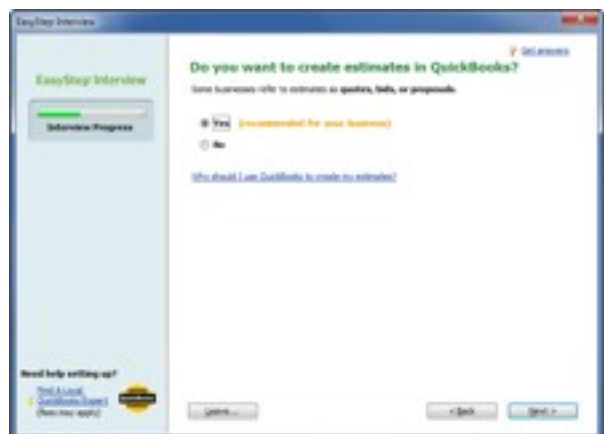 EasyStep Interview
Get answers
EasyStep Interview
Interview Progress
Do you want to create estimates in QuickBooks?
Some businesses refer to estimates as quotes, bids, or proposals.
Yes (recommended for your business)
No
Why should I use QuickBooks to create my estimates?
Need help setting up?
Find A Local
QuickBooks Expert
(Fees may apply)
Leave...
< Back
Next >